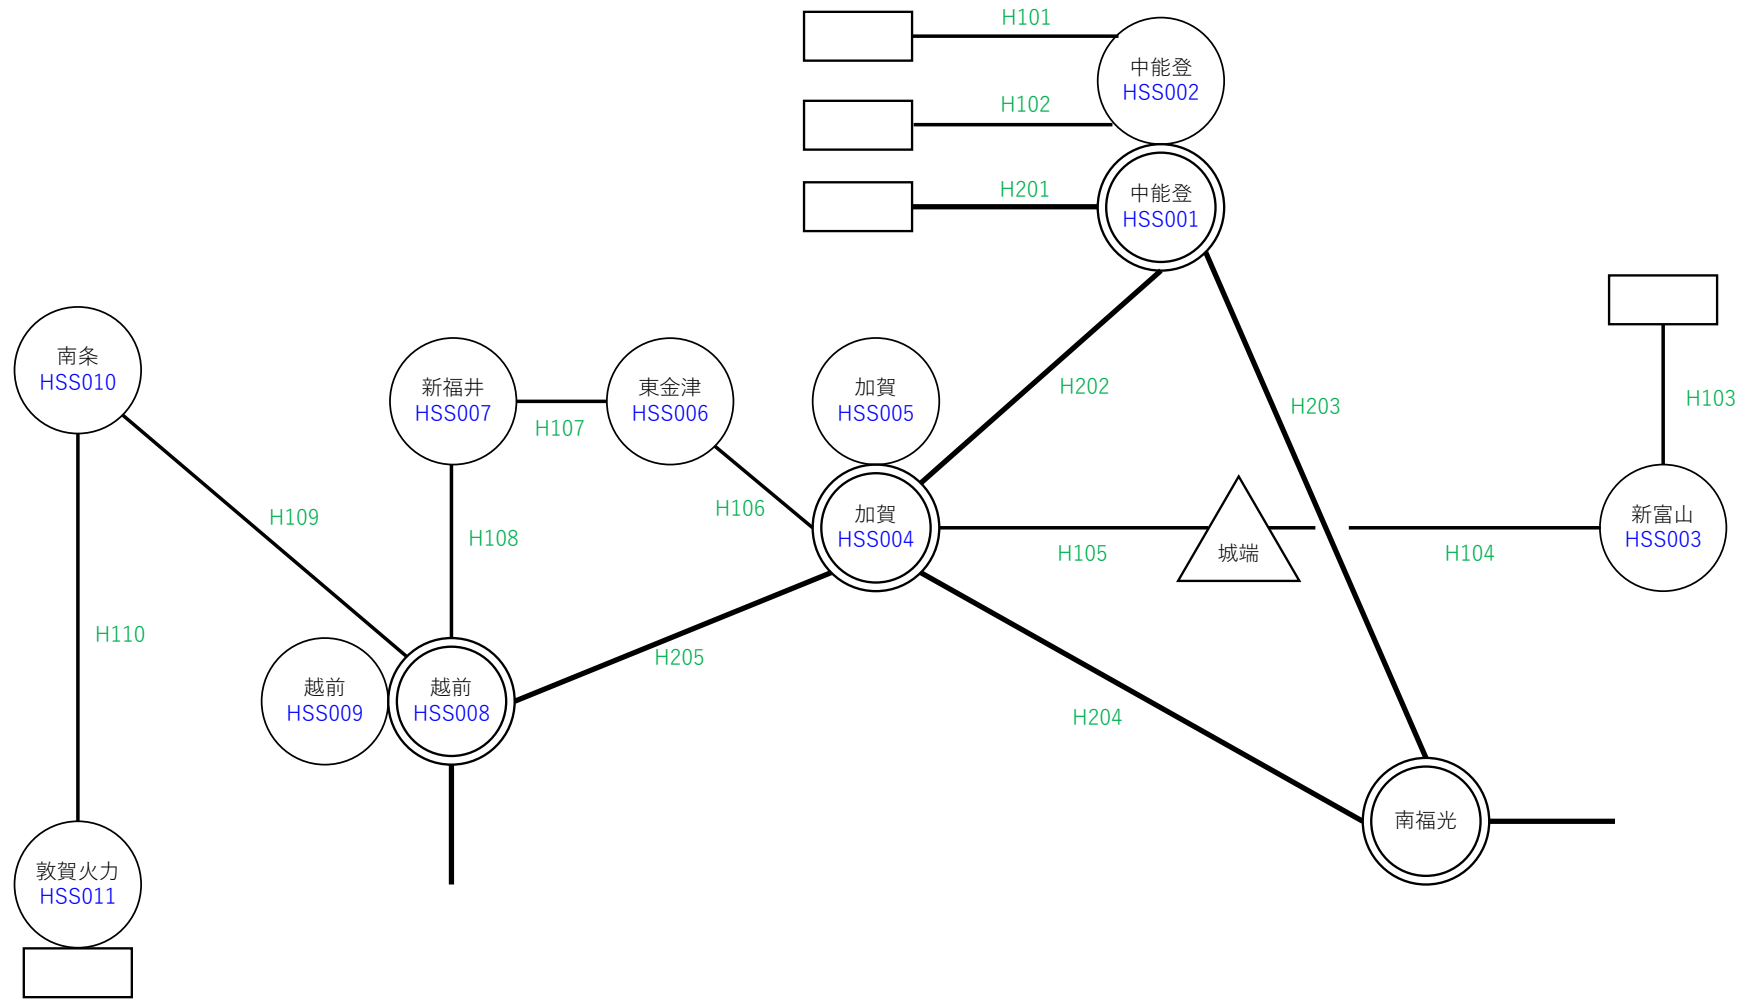 H101
中能登
HSS002
H102
H201
中能登
HSS001
南条
HSS010
新福井
HSS007
H107
東金津
HSS006
加賀
HSS005
H202
H203
H103
H109
H108
H106
加賀
HSS004
H105
城端
H104
新富山
HSS003
H110
越前
HSS009
越前
HSS008
H205
H204
南福光
敦賀火力
HSS011